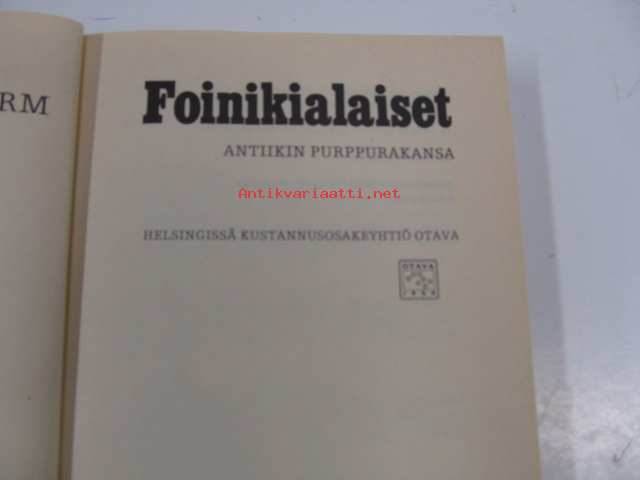 RM
Foinikialaiset
ANTIIKIN PURPPURAKANSA
Antikvariaatti.net
HELSINGISSÄ KUSTANNUSOSAKEYHTIÖ OTAVA
OTAVA